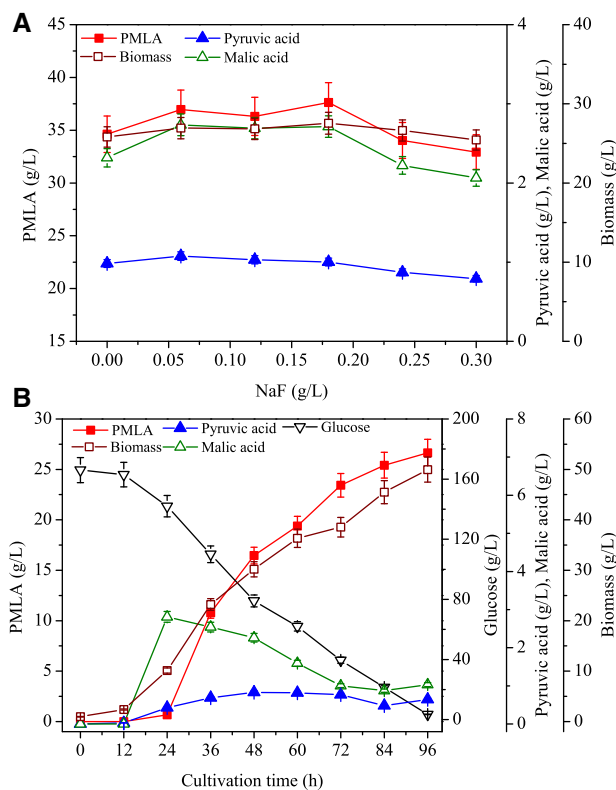 A
PMLA Pyruvic acid
Biomass Malic acid
45
40
35
30
25
20
15
PMLA (g/L)
4
2
0
Pyruvic acid (g/L), Malic acid (g/L)
40
30
20
10
0
Biomass (g/L)
0.00 0.05 0.10 0.15 0.20 0.25 0.30
NaF (g/L)
B
PMLA Pyruvic acid Glucose
Biomass Malic acid
30
25
20
15
10
5
0
PMLA (g/L)
200
160
120
80
40
0
Glucose (g/L)
8
6
4
2
0
Pyruvic acid (g/L), Malic acid (g/L)
60
50
40
30
20
10
0
Biomass (g/L)
0 12 24 36 48 60 72 84 96
Cultivation time (h)